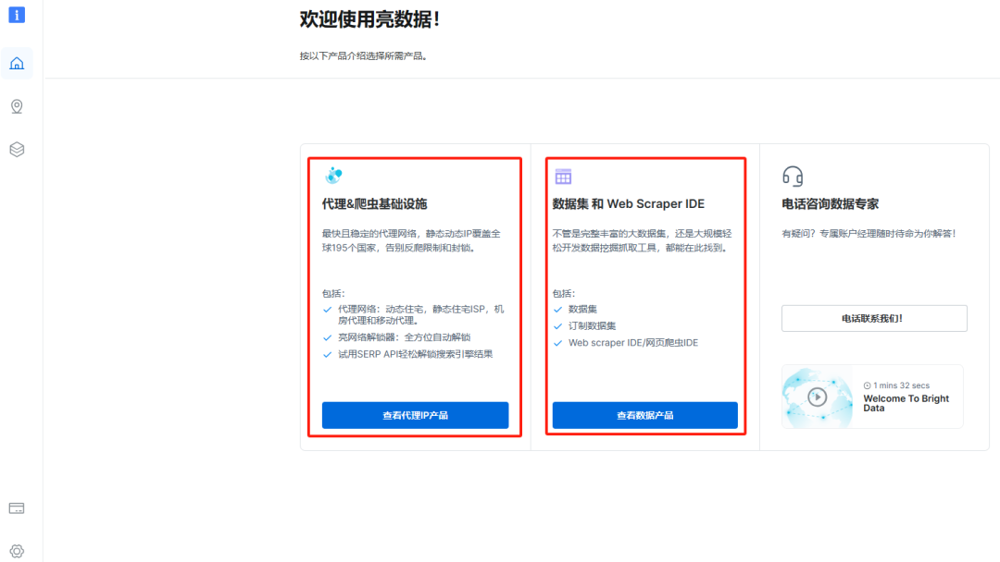 欢迎使用亮数据！
按以下产品介绍选择所需产品。
代理&爬虫基础设施
最快且稳定的代理网络，静态动态IP覆盖全
球195个国家，告别反爬限制和封锁。
包括：
代理网络：动态住宅，静态住宅ISP，机
房代理和移动代理。
亮网络解锁器：全方位自动解锁
试用SERP API轻松解锁搜索引擎结果
查看代理IP产品
数据集 和 Web Scraper IDE
不管是完整丰富的大数据集，还是大规模轻
松开发数据挖掘抓取工具，都能在此找到。
包括：
数据集
订制数据集
Web scraper IDE/网页爬虫IDE
查看数据产品
电话咨询数据专家
有疑问？专属账户经理随时待命为你解答！
电话联系我们！
1 mins 32 secs
Welcome To Bright
Data